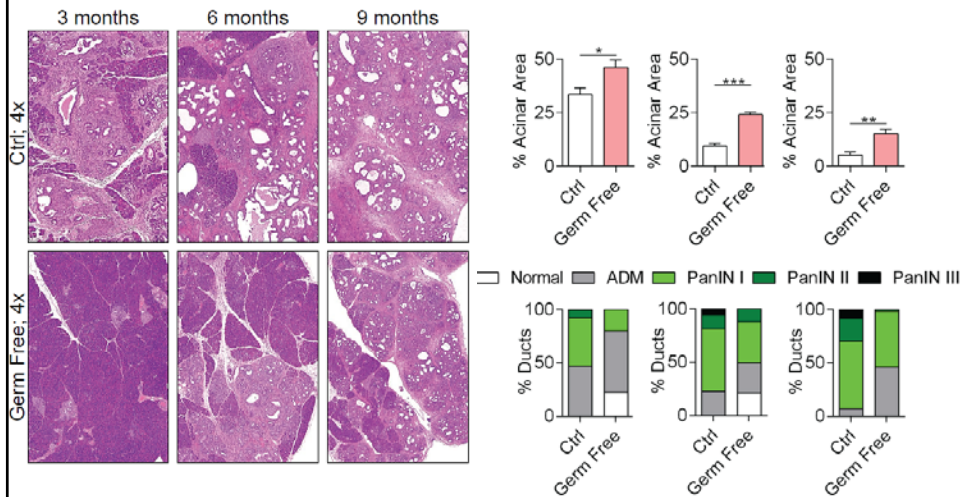 3 months
6 months
9 months
Ctrl; 4x
Germ Free; 4x
% Acinar Area
50
25
0
*
Ctrl
Germ Free
% Acinar Area
50
25
0
***
Ctrl
Germ Free
% Acinar Area
50
25
0
**
Ctrl
Germ Free
Normal ADM PanIN I PanIN II PanIN III
% Ducts
100
50
0
Ctrl
Germ Free
% Ducts
100
50
0
Ctrl
Germ Free
% Ducts
100
50
0
Ctrl
Germ Free